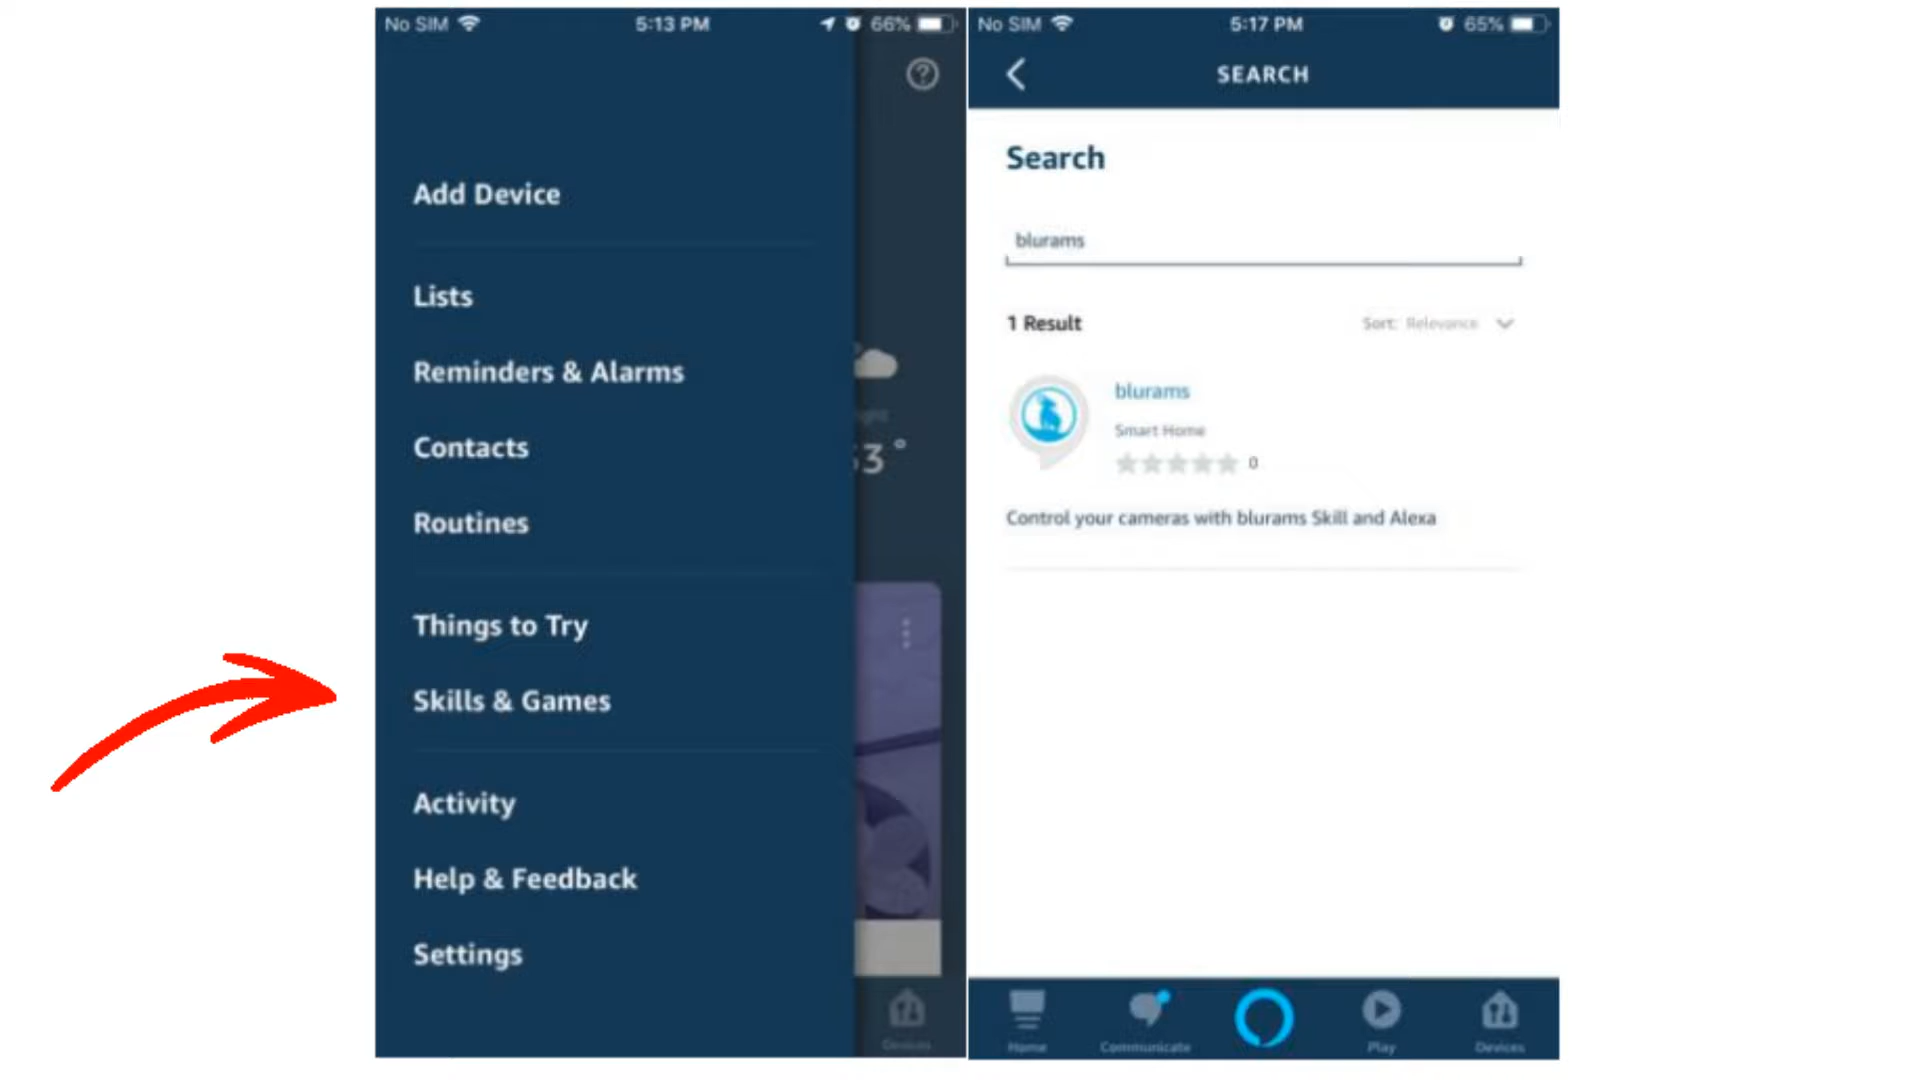 No SIM 5:13 PM 66%
Add Device
Lists
Reminders & Alarms
Contacts
Routines
Things to Try
Skills & Games
Activity
Help & Feedback
Settings
Devices
No SIM 5:17 PM 65%
SEARCH
Search
blurams
1 Result Sort: Relevance
blurams
Smart Home
0
Control your cameras with blurams Skill and Alexa
Home Communicate Play Devices